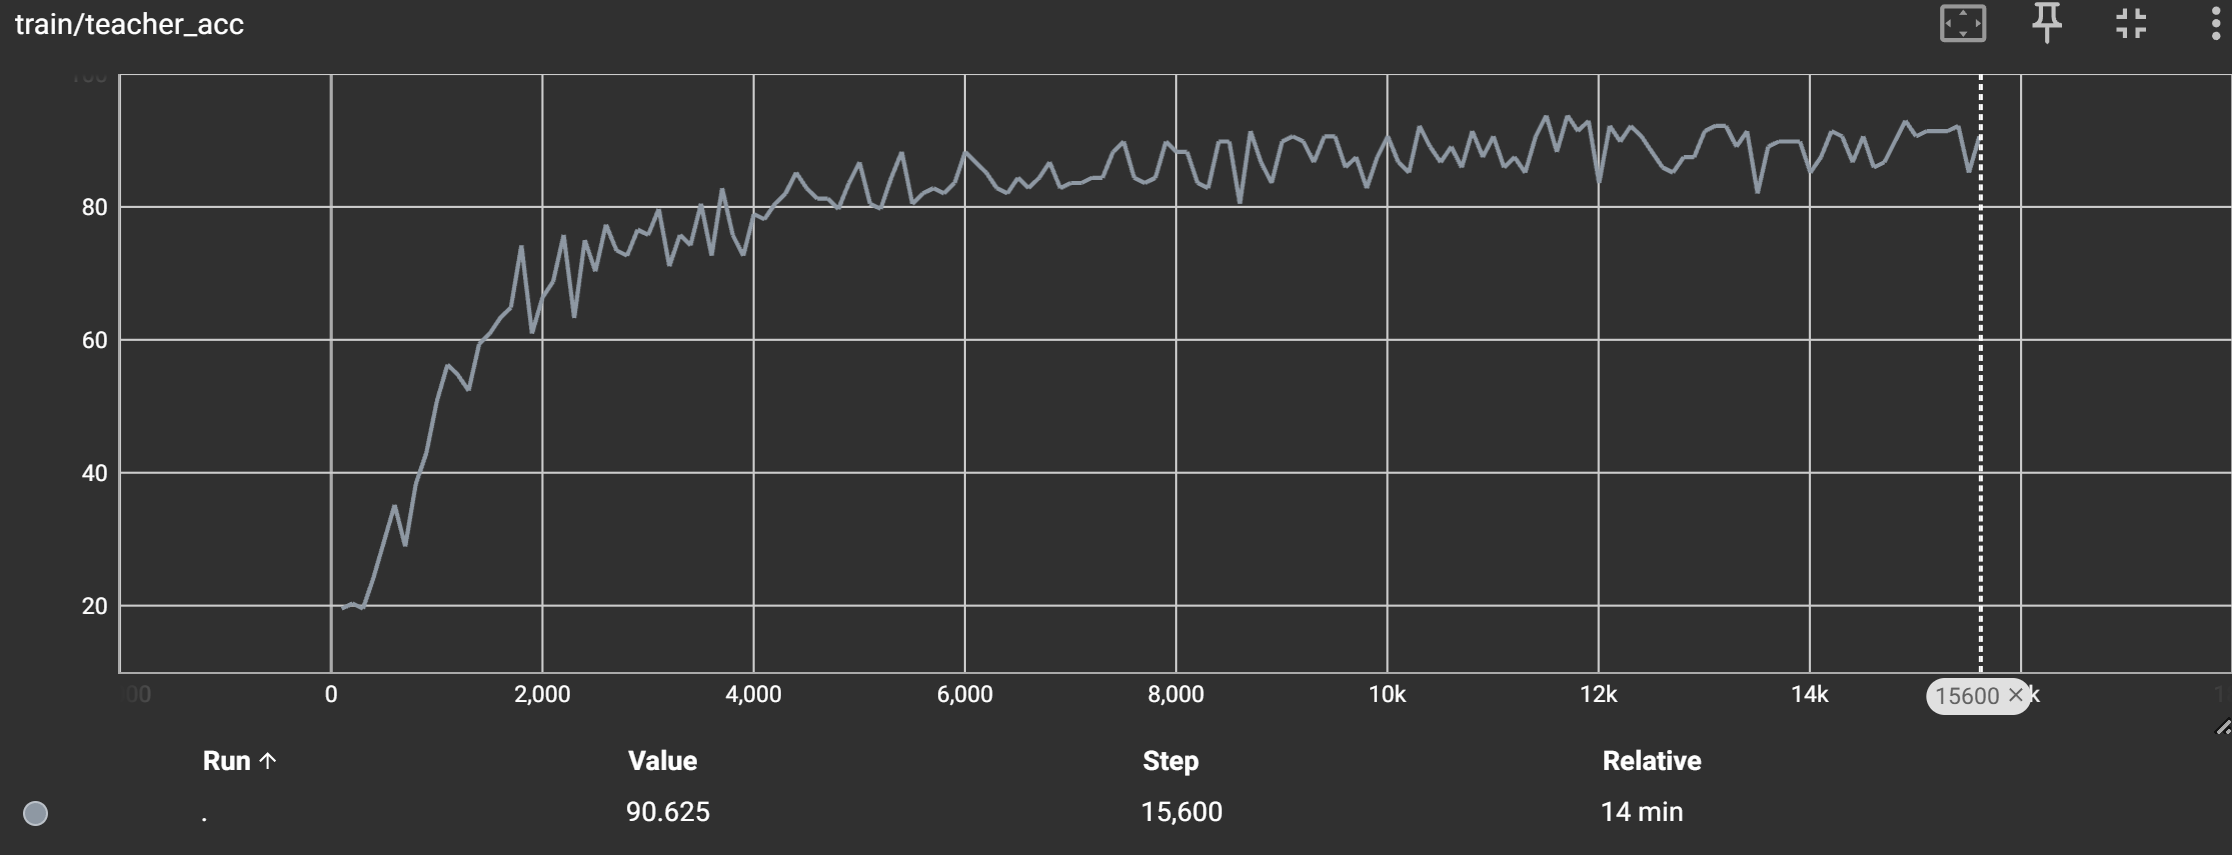 train/teacher_acc
100
80
60
40
20
0 2,000 4,000 6,000 8,000 10k 12k 14k 15600 × k
Run ↑ Value Step Relative
. 90.625 15,600 14 min